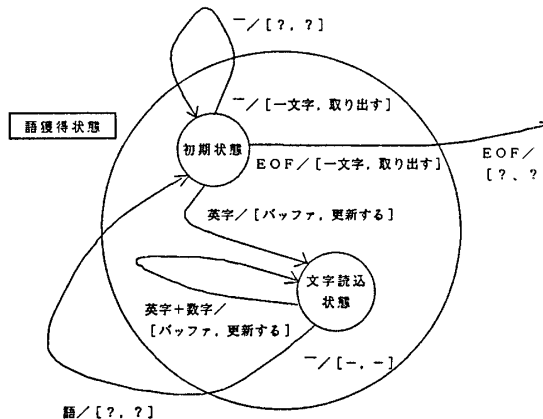 ￣／[？，？]
￣／[一文字，取り出す]
語獲得状態
初期状態
EOF／[一文字，取り出す]
EOF／
[？、？
英字／[バッファ，更新する]
文字読込
状態
英字＋数字／
[バッファ，更新する]
￣／[－，－]
語／[？，？]